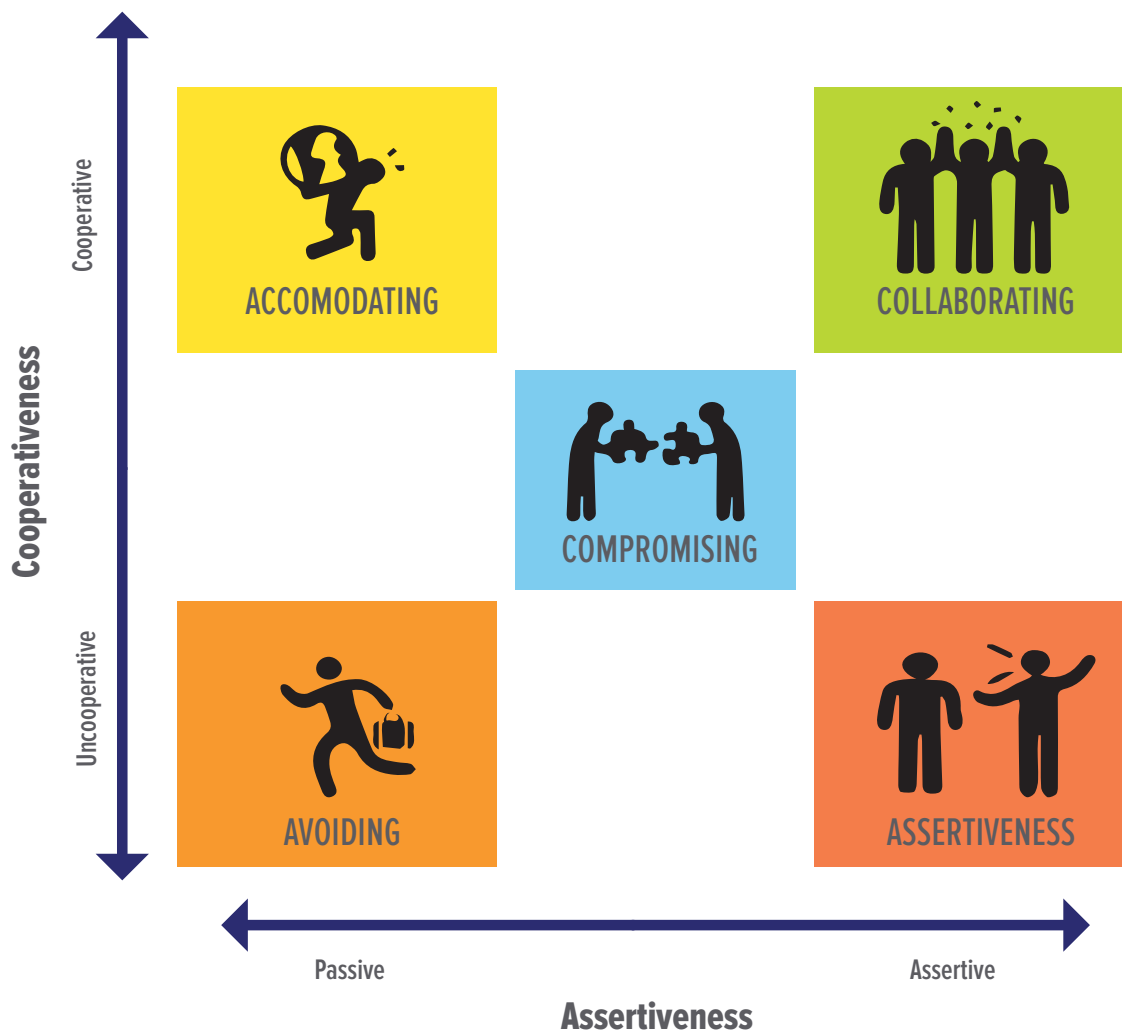 Cooperativeness
Cooperative
Uncooperative
ACCOMODATING
COLLABORATING
COMPROMISING
AVOIDING
ASSERTIVENESS
Passive
Assertive
Assertiveness